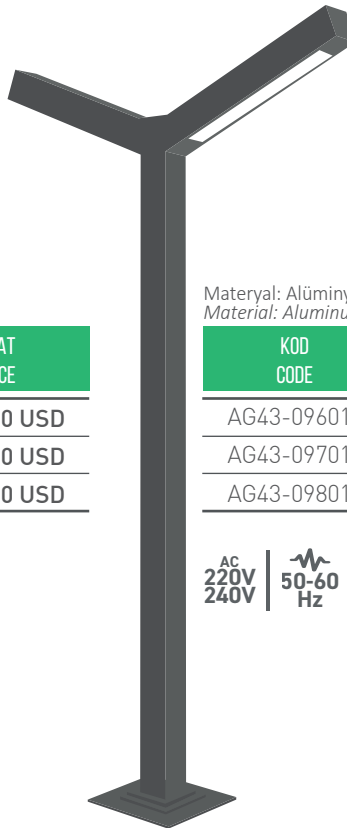 AT
CE
0 USD
0 USD
0 USD
Materyal: Alüminy
Material: Aluminu
KOD
CODE
AG43-09601
AG43-09701
AG43-09801
AC
220V
240V
50-60
Hz